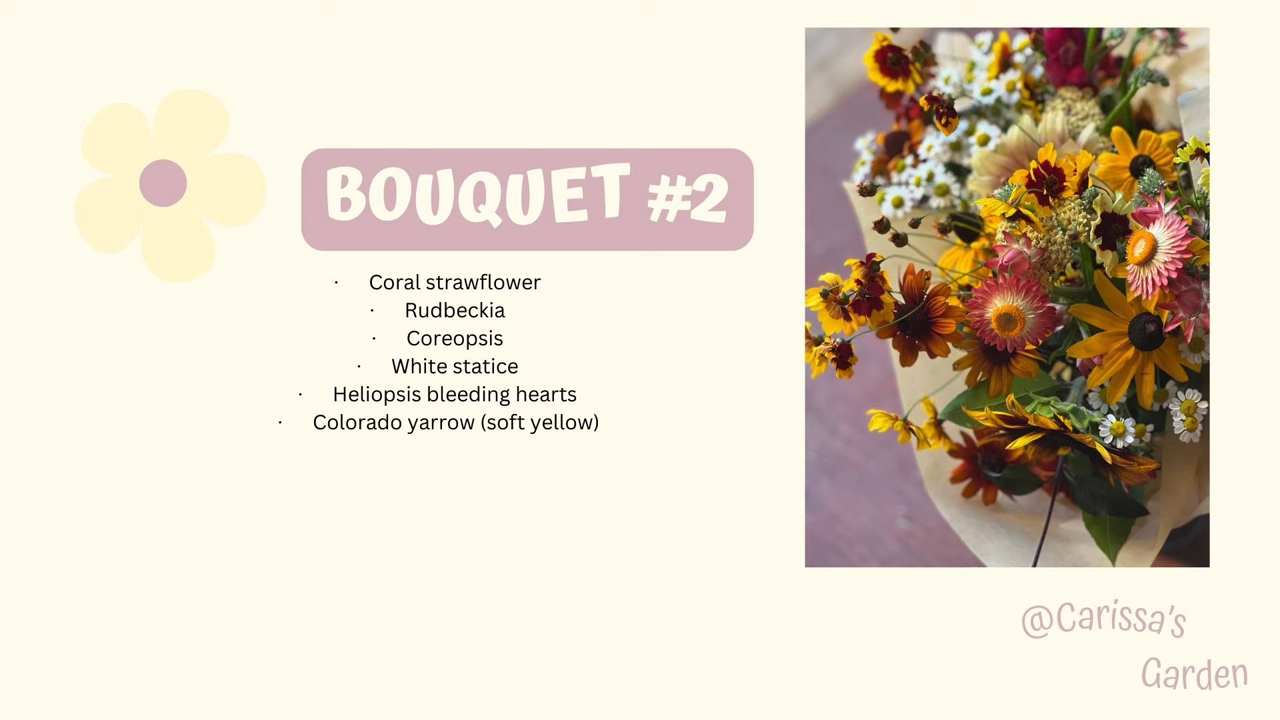 BOUQUET #2
· Coral strawflower
· Rudbeckia
· Coreopsis
· White statice
· Heliopsis bleeding hearts
· Colorado yarrow (soft yellow)
@Carissa's
Garden